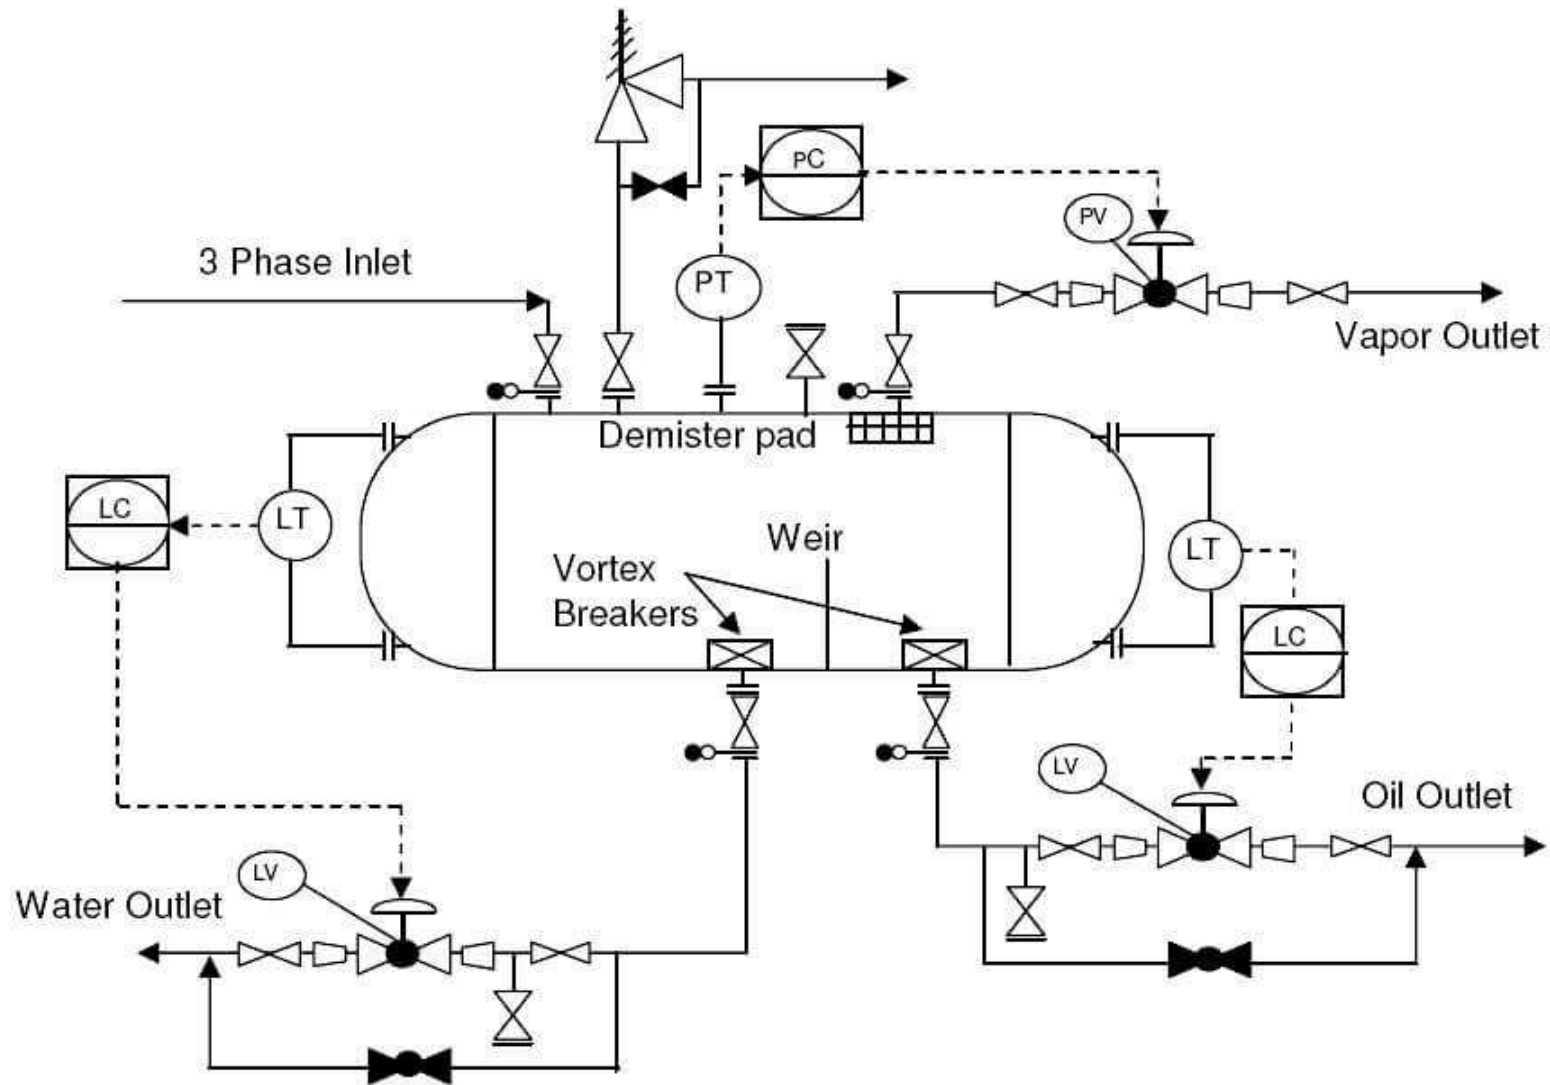 PC
PV
3 Phase Inlet
PT
Vapor Outlet
Demister pad
LC
LT
Weir
LT
Vortex
Breakers
LC
LV
Oil Outlet
LV
Water Outlet